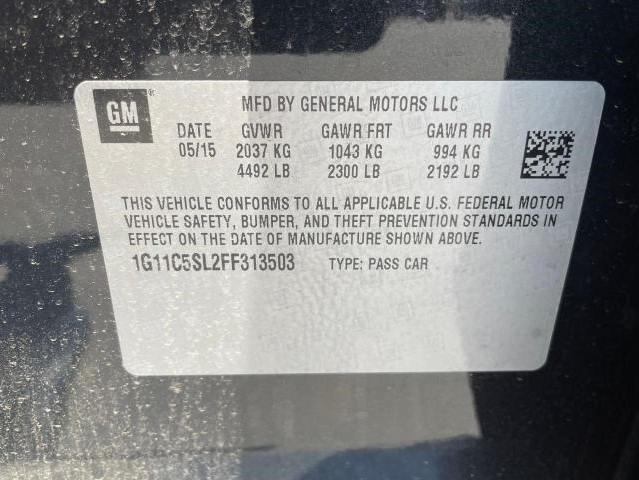 GM®
MFD BY GENERAL MOTORS LLC
DATE GVWR GAWR FRT GAWR RR
05/15 2037 KG 1043 KG 994 KG
4492 LB 2300 LB 2192 LB
THIS VEHICLE CONFORMS TO ALL APPLICABLE U.S. FEDERAL MOTOR
VEHICLE SAFETY, BUMPER, AND THEFT PREVENTION STANDARDS IN
EFFECT ON THE DATE OF MANUFACTURE SHOWN ABOVE.
1G11C5SL2FF313503 TYPE: PASS CAR